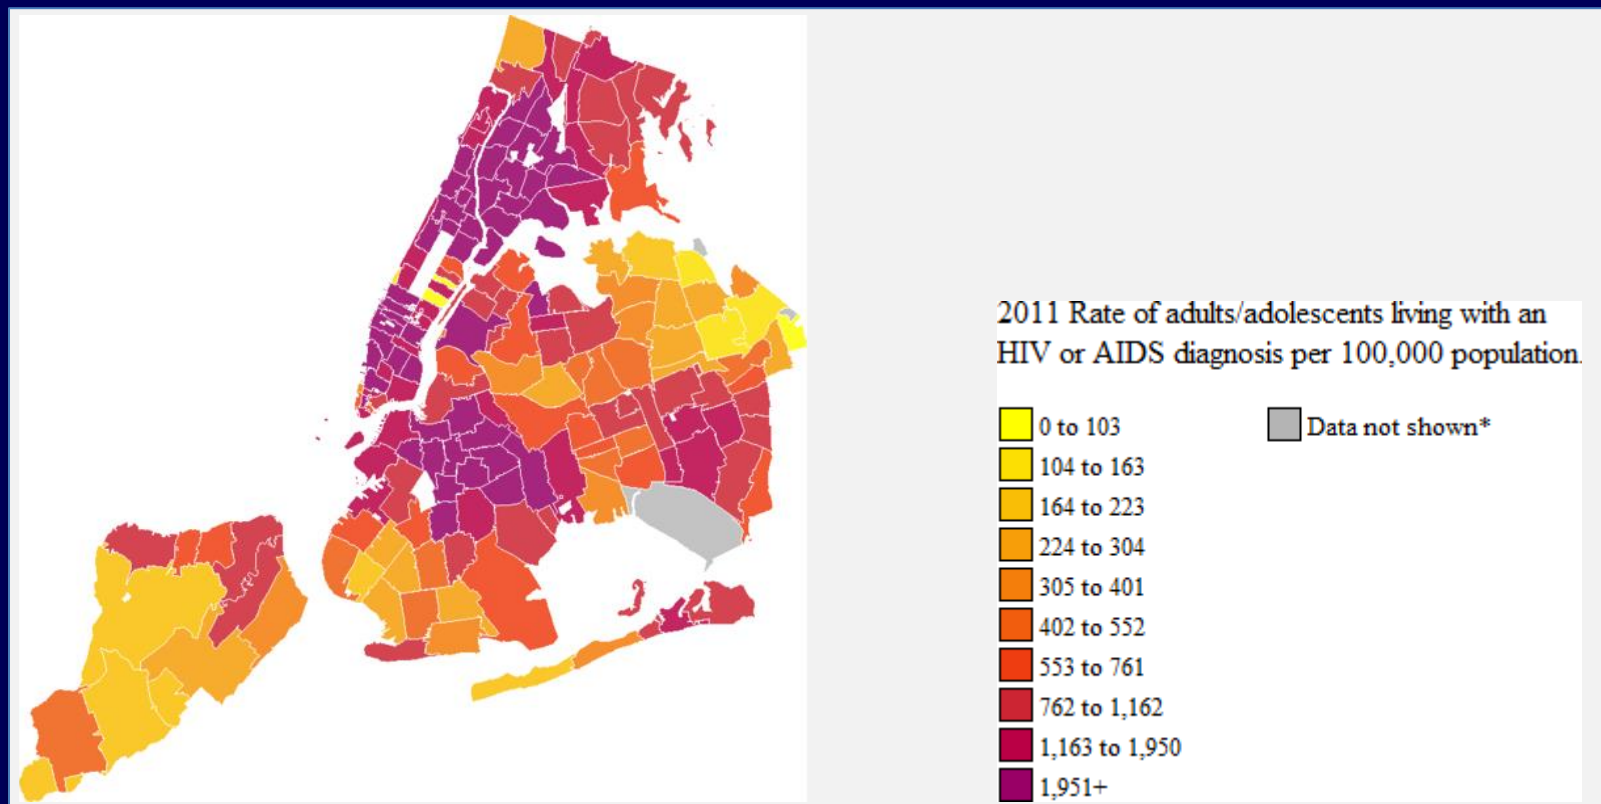 2011 Rate of adults/adolescents living with an
HIV or AIDS diagnosis per 100,000 population.
0 to 103
Data not shown*
104 to 163
164 to 223
224 to 304
305 to 401
402 to 552
553 to 761
762 to 1,162
1,163 to 1,950
1,951+